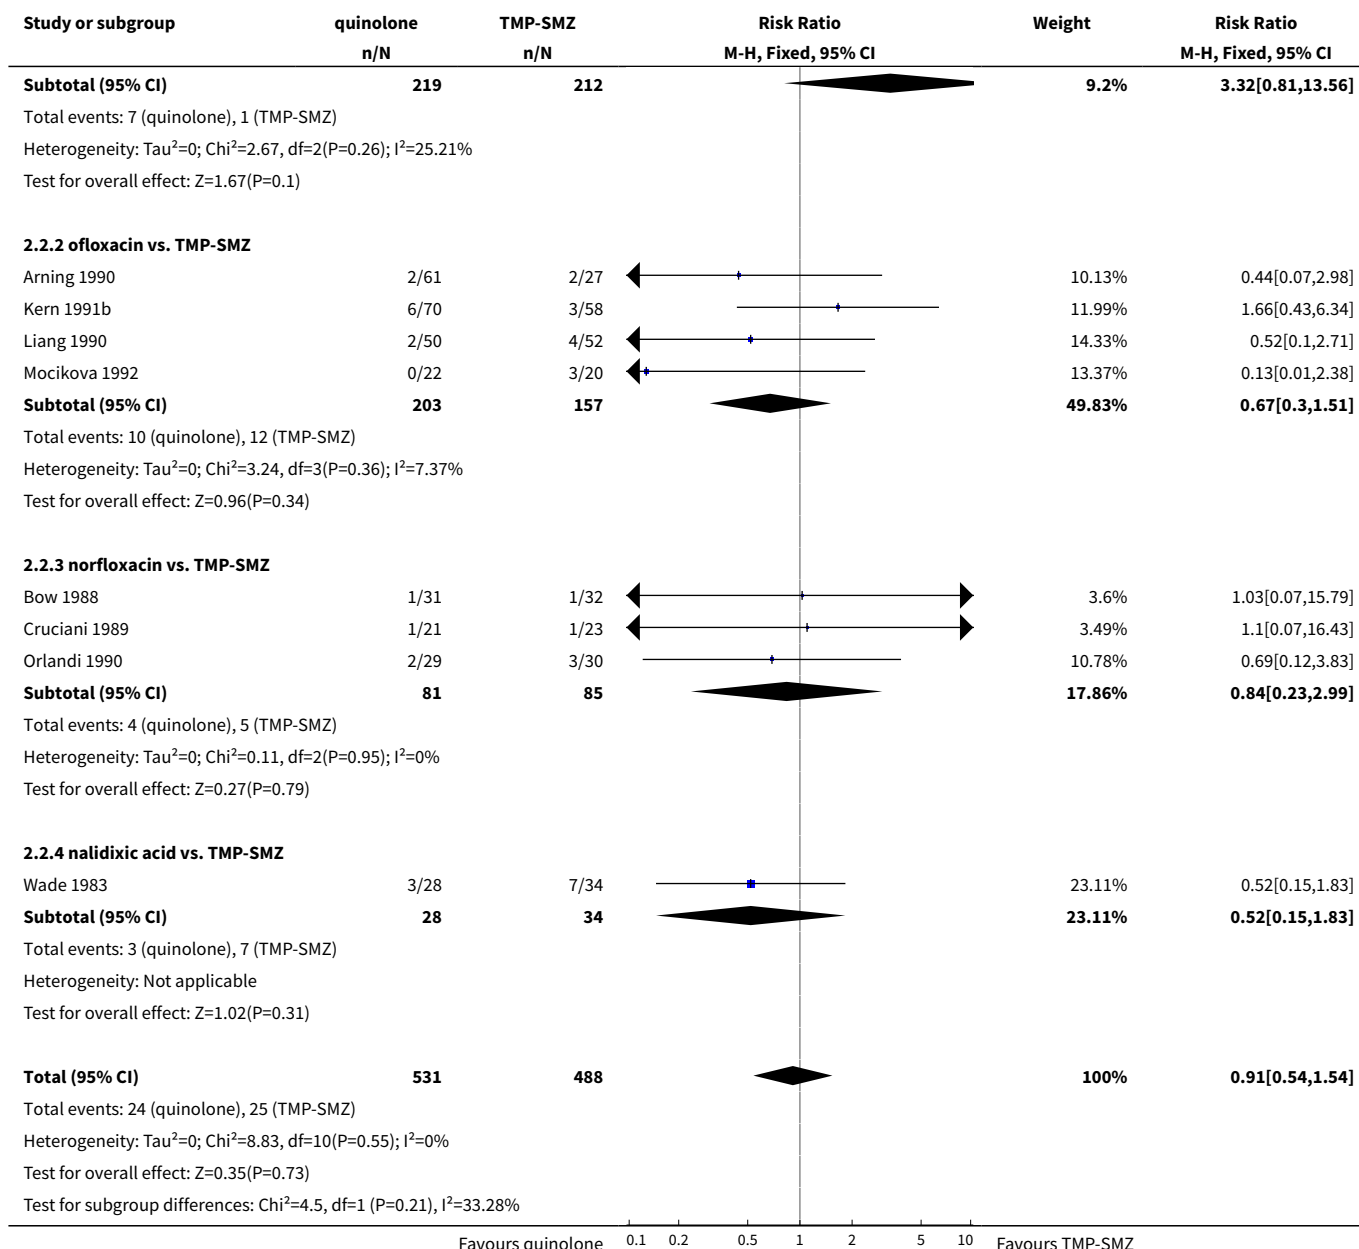 Study or subgroup quinolone TMP-SMZ Risk Ratio Weight Risk Ratio
n/N n/N M-H, Fixed, 95% CI M-H, Fixed, 95% CI
Subtotal (95% CI) 219 212 9.2% 3.32[0.81,13.56]
Total events: 7 (quinolone), 1 (TMP-SMZ)
Heterogeneity: Tau²=0; Chi²=2.67, df=2(P=0.26); I²=25.21%
Test for overall effect: Z=1.67(P=0.1)
2.2.2 ofloxacin vs. TMP-SMZ
Arning 1990 2/61 2/27 10.13% 0.44[0.07,2.98]
Kern 1991b 6/70 3/58 11.99% 1.66[0.43,6.34]
Liang 1990 2/50 4/52 14.33% 0.52[0.1,2.71]
Mocikova 1992 0/22 3/20 13.37% 0.13[0.01,2.38]
Subtotal (95% CI) 203 157 49.83% 0.67[0.3,1.51]
Total events: 10 (quinolone), 12 (TMP-SMZ)
Heterogeneity: Tau²=0; Chi²=3.24, df=3(P=0.36); I²=7.37%
Test for overall effect: Z=0.96(P=0.34)
2.2.3 norfloxacin vs. TMP-SMZ
Bow 1988 1/31 1/32 3.6% 1.03[0.07,15.79]
Cruciani 1989 1/21 1/23 3.49% 1.1[0.07,16.43]
Orlandi 1990 2/29 3/30 10.78% 0.69[0.12,3.83]
Subtotal (95% CI) 81 85 17.86% 0.84[0.23,2.99]
Total events: 4 (quinolone), 5 (TMP-SMZ)
Heterogeneity: Tau²=0; Chi²=0.11, df=2(P=0.95); I²=0%
Test for overall effect: Z=0.27(P=0.79)
2.2.4 nalidixic acid vs. TMP-SMZ
Wade 1983 3/28 7/34 23.11% 0.52[0.15,1.83]
Subtotal (95% CI) 28 34 23.11% 0.52[0.15,1.83]
Total events: 3 (quinolone), 7 (TMP-SMZ)
Heterogeneity: Not applicable
Test for overall effect: Z=1.02(P=0.31)
Total (95% CI) 531 488 100% 0.91[0.54,1.54]
Total events: 24 (quinolone), 25 (TMP-SMZ)
Heterogeneity: Tau²=0; Chi²=8.83, df=10(P=0.55); I²=0%
Test for overall effect: Z=0.35(P=0.73)
Test for subgroup differences: Chi²=4.5, df=1 (P=0.21), I²=33.28%
Favours quinolone 0.1 0.2 0.5 1 2 5 10 Favours TMP-SMZ